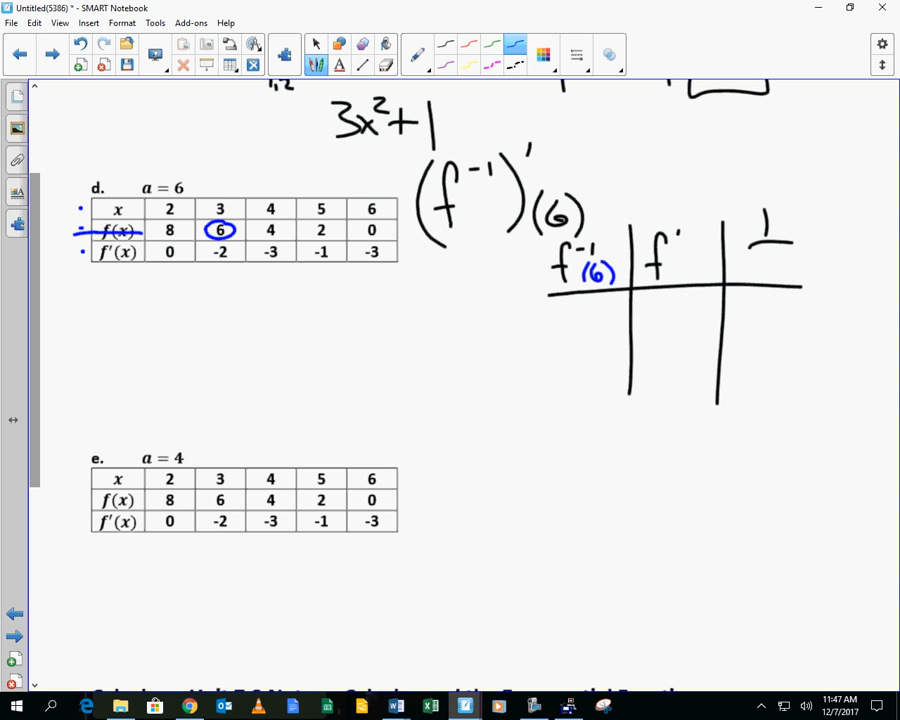 Untitled(5386) * - SMART Notebook
File Edit View Insert Format Tools Add-ons Help
3x² + 1
(f⁻¹)'(6)
d. a = 6
x 2 3 4 5 6
f(x) 8 6 4 2 0
f'(x) 0 -2 -3 -1 -3
f⁻¹(6) f' 1
e. a = 4
x 2 3 4 5 6
f(x) 8 6 4 2 0
f'(x) 0 -2 -3 -1 -3
11:47 AM
12/7/2017